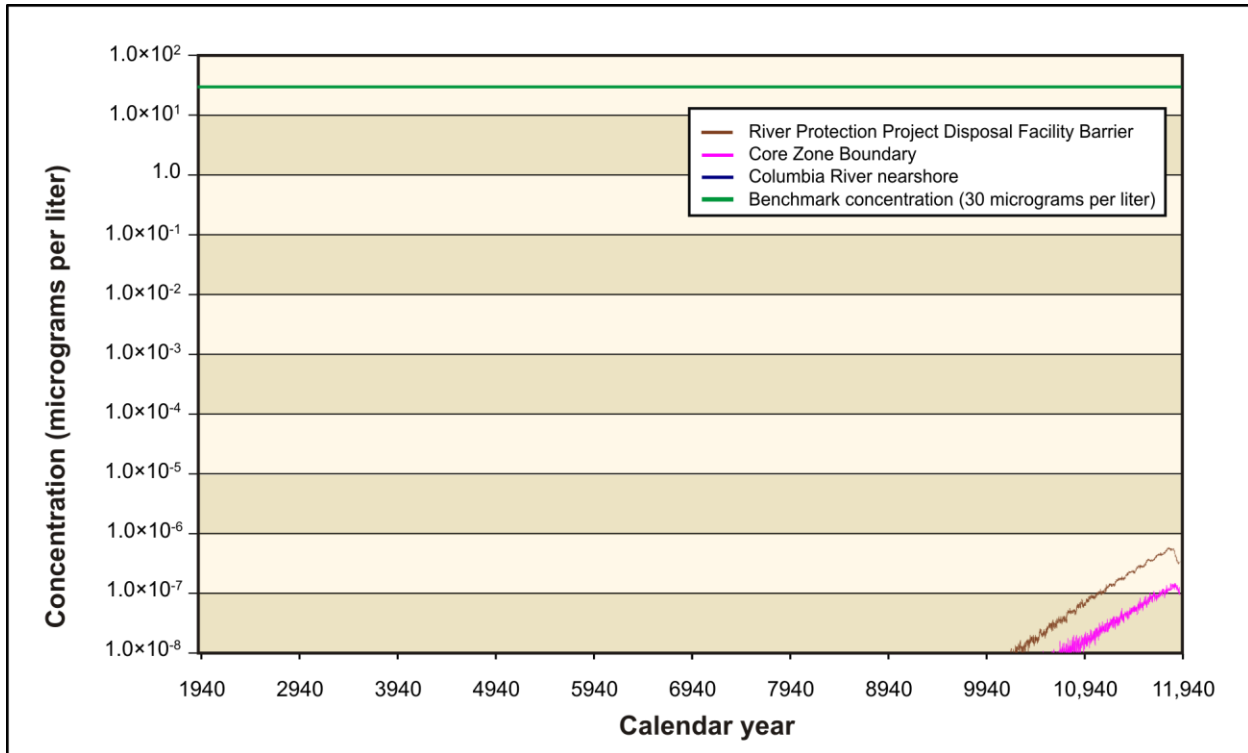 Concentration (micrograms per liter)
1.0×10²
1.0×10¹
1.0
1.0×10⁻¹
1.0×10⁻²
1.0×10⁻³
1.0×10⁻⁴
1.0×10⁻⁵
1.0×10⁻⁶
1.0×10⁻⁷
1.0×10⁻⁸
River Protection Project Disposal Facility Barrier
Core Zone Boundary
Columbia River nearshore
Benchmark concentration (30 micrograms per liter)
1940 2940 3940 4940 5940 6940 7940 8940 9940 10,940 11,940
Calendar year